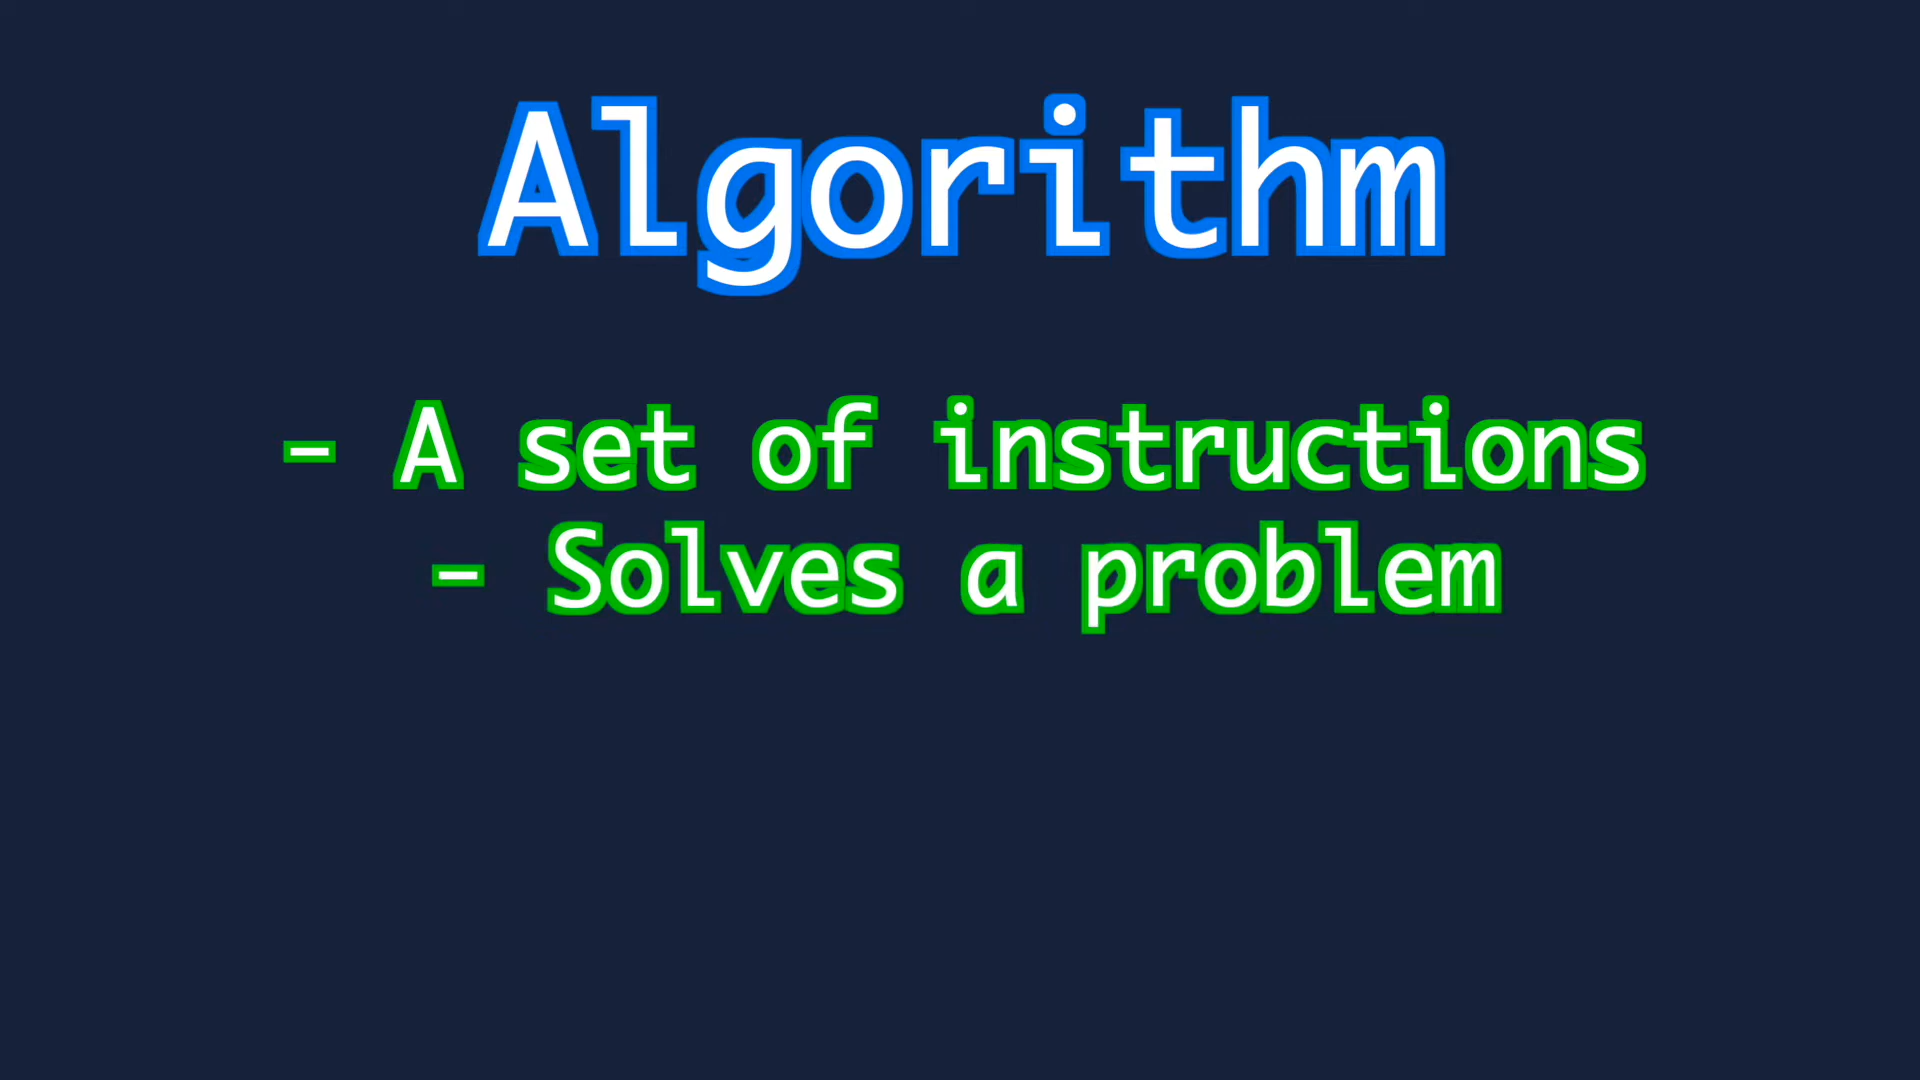 Algorithm
- A set of instructions
- Solves a problem